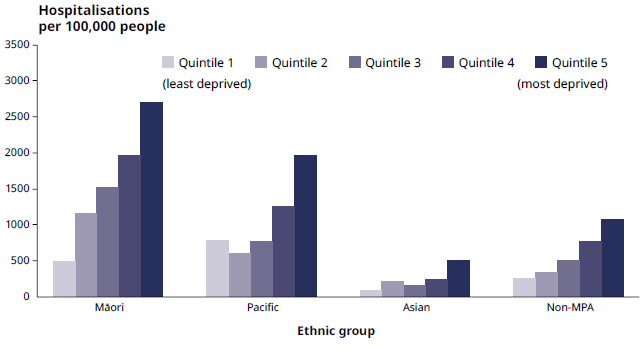 Hospitalisations
per 100,000 people
3500
3000
2500
2000
1500
1000
500
0
Quintile 1
(least deprived)
Quintile 2
Quintile 3
Quintile 4
Quintile 5
(most deprived)
Māori
Pacific
Asian
Non-MPA
Ethnic group